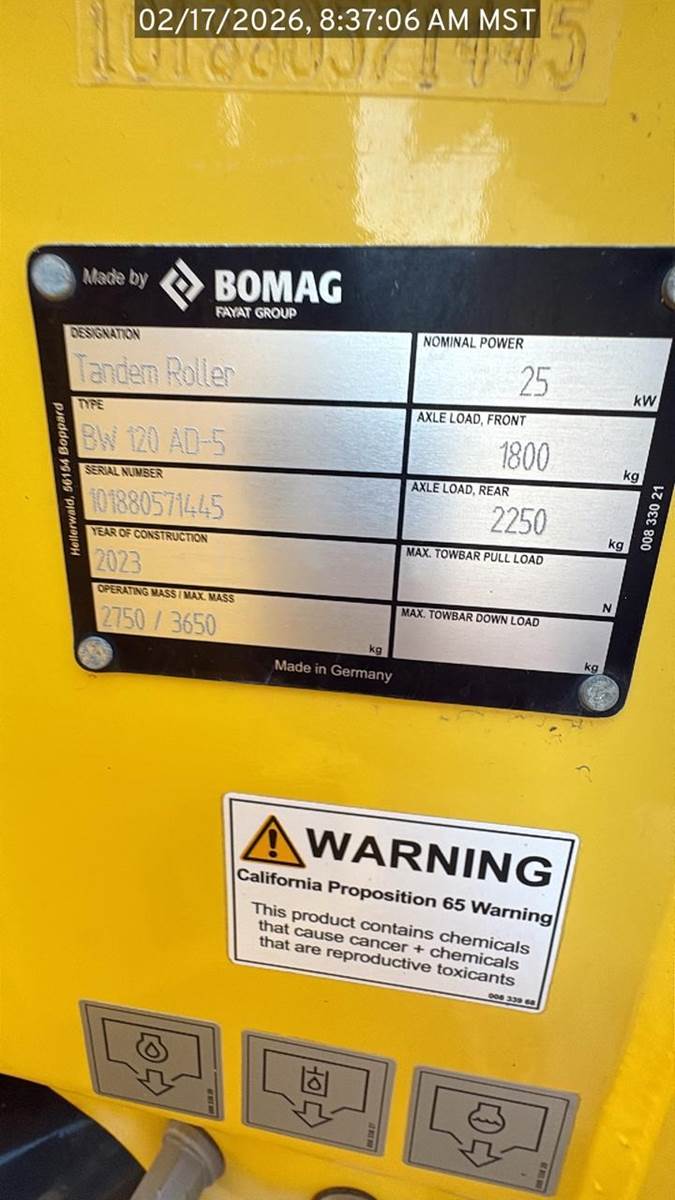 02/17/2026, 8:37:06 AM MST
101880571445
Made by BOMAG
FAYAT GROUP
DESIGNATION
Tandem Roller
NOMINAL POWER
25 kW
TYPE
BW 120 AD-5
AXLE LOAD, FRONT
1800 kg
SERIAL NUMBER
101880571445
AXLE LOAD, REAR
2250 kg
YEAR OF CONSTRUCTION
2023
MAX. TOWBAR PULL LOAD
N
OPERATING MASS / MAX. MASS
2750 / 3650 kg
MAX. TOWBAR DOWN LOAD
kg
Hellerwald, 56154 Boppard
008 330 21
Made in Germany
WARNING
California Proposition 65 Warning
This product contains chemicals
that cause cancer + chemicals
that are reproductive toxicants
008 339 68